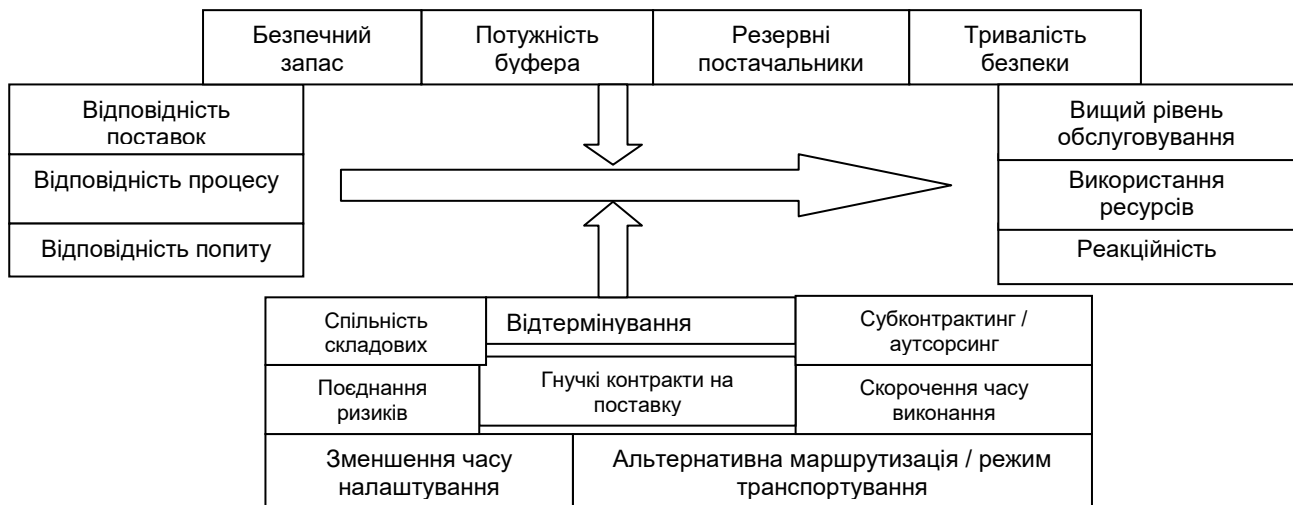 Безпечний
запас
Потужність
буфера
Резервні
постачальники
Тривалість
безпеки
Відповідність
поставок
Відповідність процесу
Відповідність попиту
Вищий рівень
обслуговування
Використання
ресурсів
Реакційність
Спільність
складових
Відтермінування
Субконтрактинг /
аутсорсинг
Поєднання
ризиків
Гнучкі контракти на
поставку
Скорочення часу
виконання
Зменшення часу
налаштування
Альтернативна маршрутизація / режим
транспортування